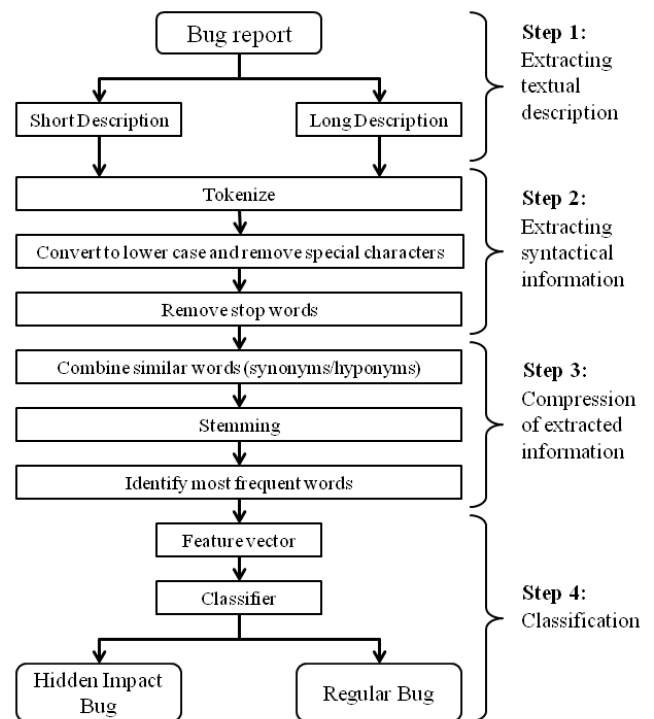 Bug report
Step 1:
Extracting
textual
description
Short Description
Long Description
Tokenize
Step 2:
Extracting
syntactical
information
Convert to lower case and remove special characters
Remove stop words
Combine similar words (synonyms/hyponyms)
Step 3:
Compression
of extracted
information
Stemming
Identify most frequent words
Feature vector
Classifier
Step 4:
Classification
Hidden Impact
Bug
Regular Bug